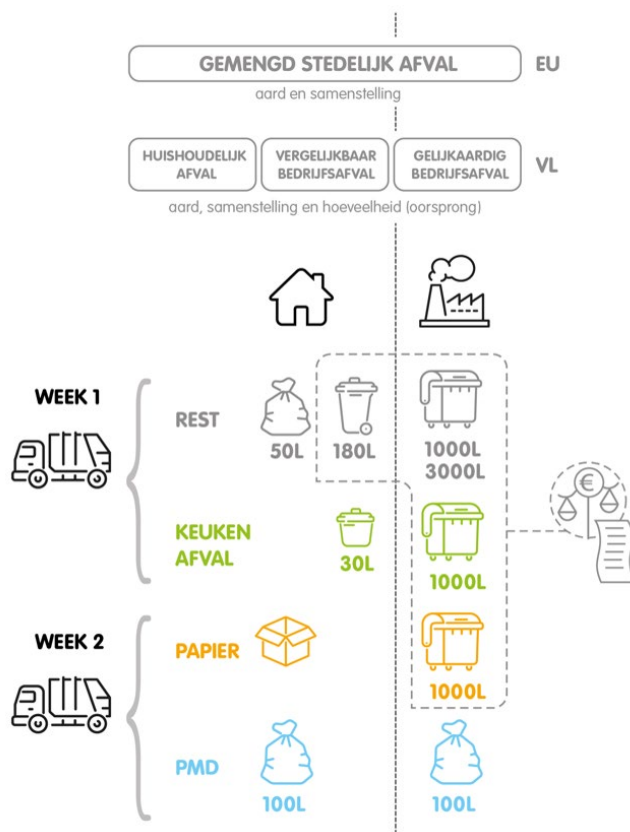 GEMENGD STEDELIJK AFVAL
EU
aard en samenstelling
HUISHOUDELIJK
AFVAL
VERGELIJKBAAR
BEDRIJFSAFVAL
GELIJKAARDIG
BEDRIJFSAFVAL
VL
aard, samenstelling en hoeveelheid (oorsprong)
WEEK 1
REST
50L
180L
1000L
3000L
€
KEUKEN
AFVAL
30L
1000L
WEEK 2
PAPIER
1000L
PMD
100L
100L